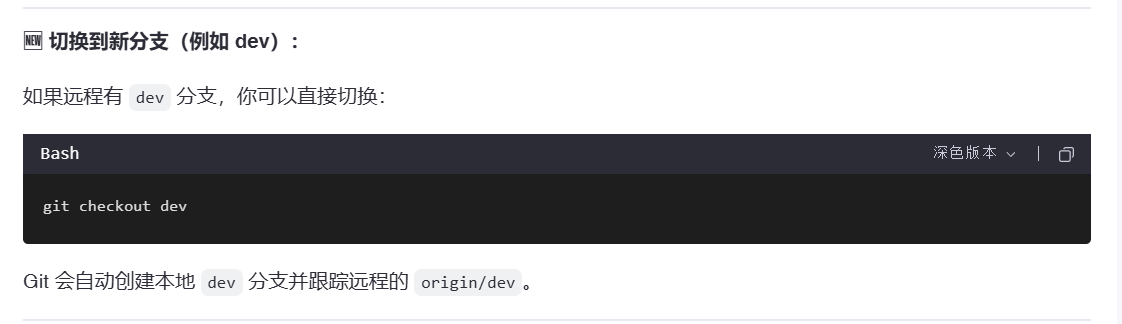 🆕 切换到新分支（例如 dev）：
如果远程有 dev 分支，你可以直接切换：
Bash 深色版本
git checkout dev
Git 会自动创建本地 dev 分支并跟踪远程的 origin/dev。